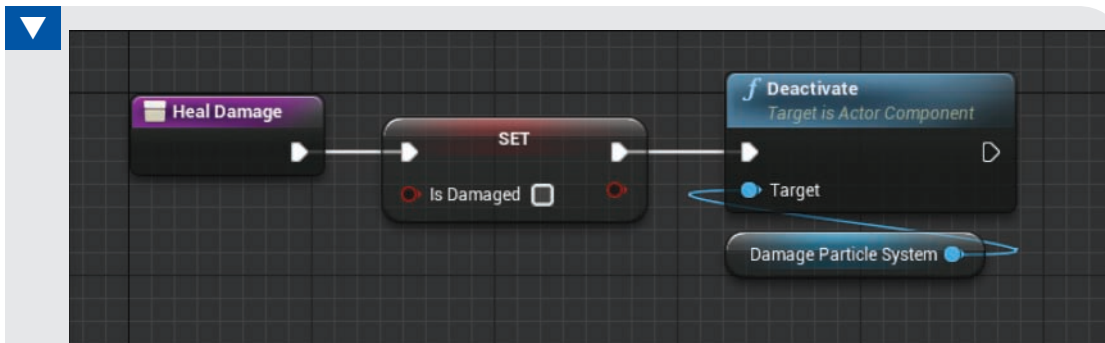 Heal Damage
SET
Is Damaged
f Deactivate
Target is Actor Component
Target
Damage Particle System